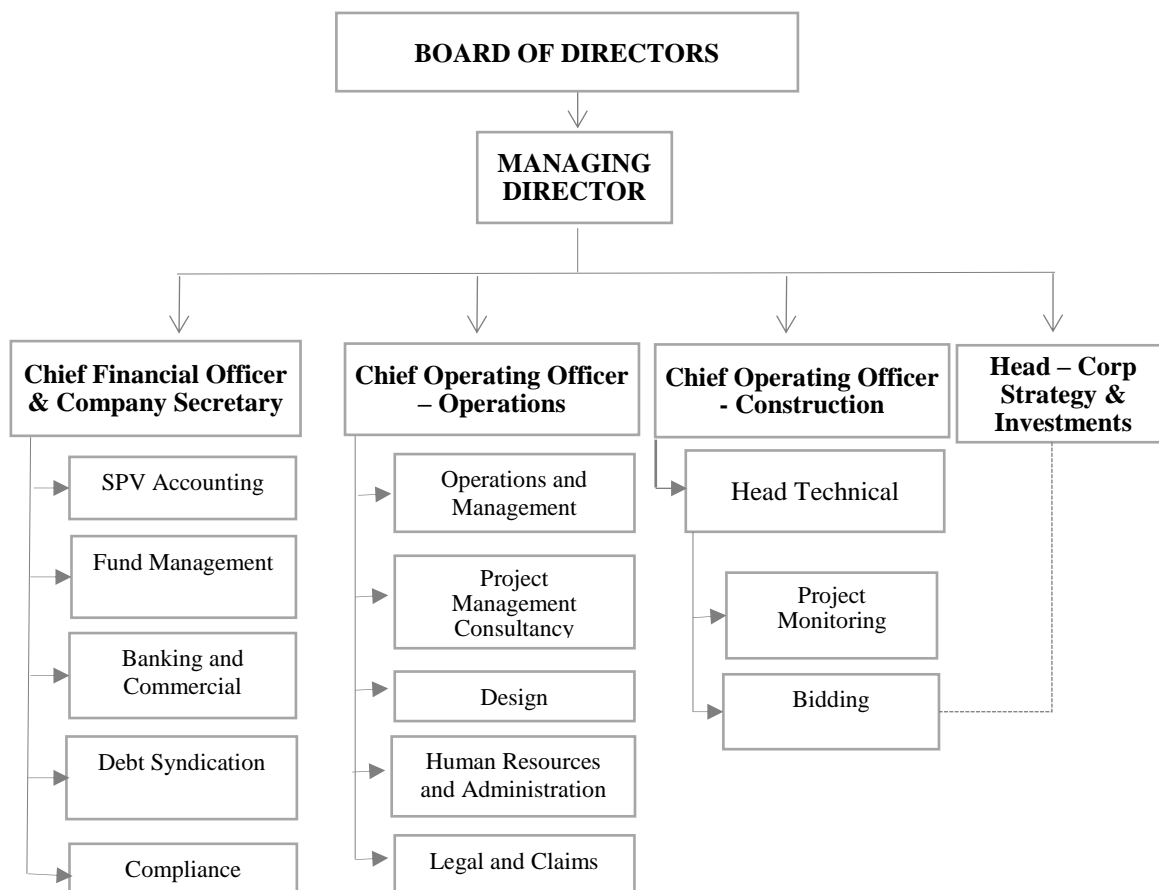 BOARD OF DIRECTORS
MANAGING
DIRECTOR
Chief Financial Officer
& Company Secretary
SPV Accounting
Fund Management
Banking and
Commercial
Debt Syndication
Compliance
Chief Operating Officer
– Operations
Operations and
Management
Project
Management
Consultancy
Design
Human Resources
and Administration
Legal and Claims
Chief Operating Officer
- Construction
Head Technical
Project
Monitoring
Bidding
Head – Corp
Strategy &
Investments